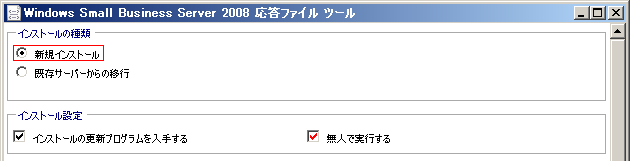 Windows Small Business Server 2008 応答ファイル ツール
インストールの種類
新規インストール
既存サーバーからの移行
インストール設定
インストールの更新プログラムを入手する
無人で実行する